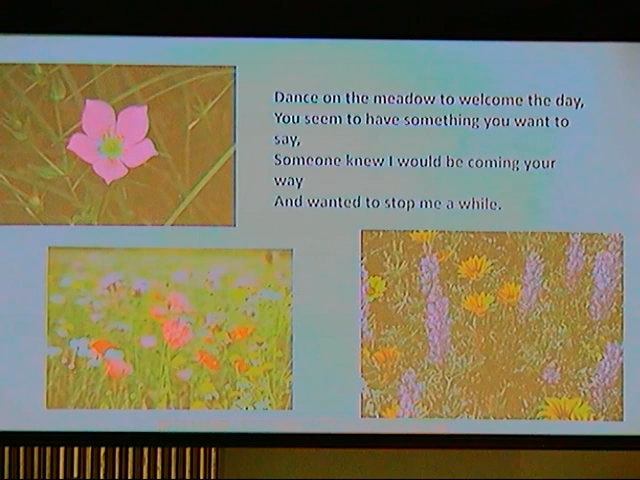 Dance on the meadow to welcome the day,
You seem to have something you want to
say,
Someone knew I would be coming your
way
And wanted to stop me a while.